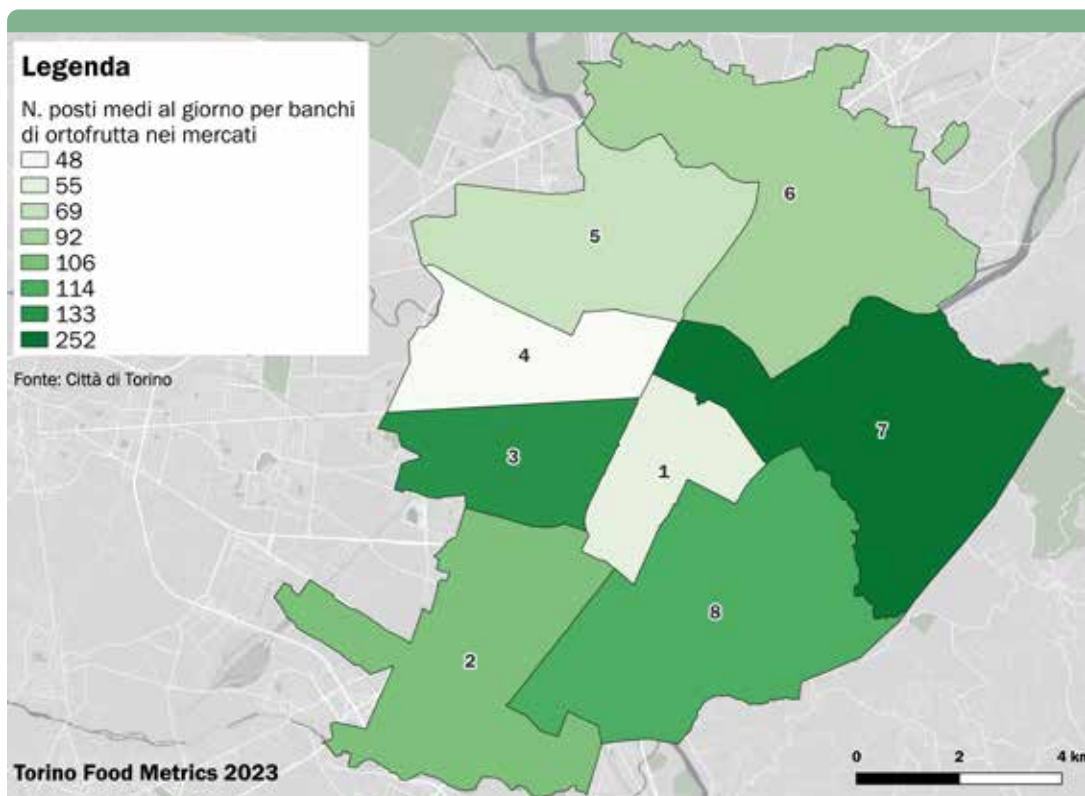 Legenda
N. posti medi al giorno per banchi
di ortofrutta nei mercati
48
55
69
92
106
114
133
252
Fonte: Città di Torino
6
5
4
7
3
1
8
2
Torino Food Metrics 2023
0 2 4 km